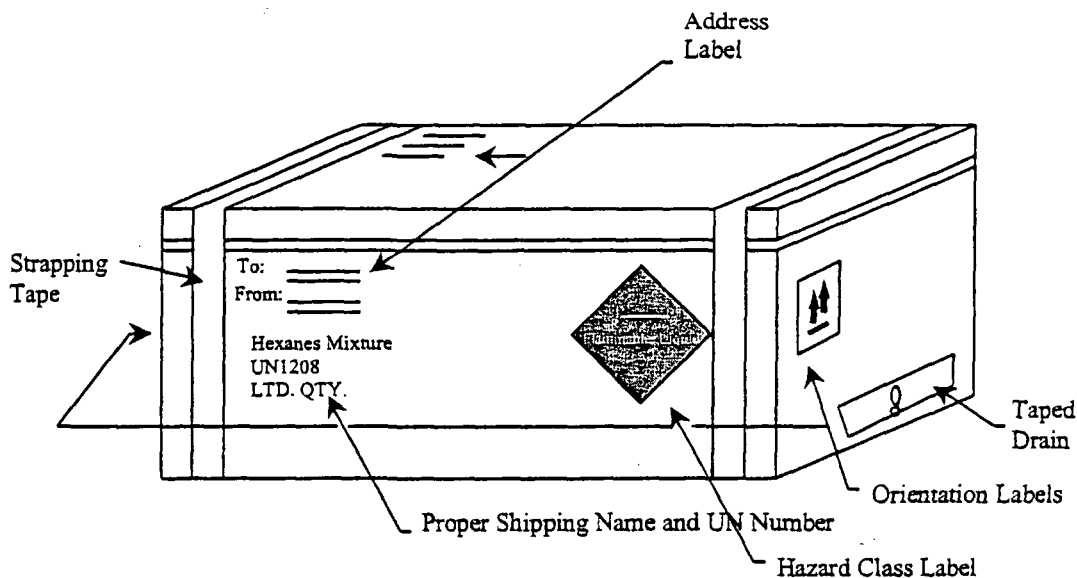 Address
Label
Strapping
Tape
To:
From:
Hexanes Mixture
UN1208
LTD. QTY.
Taped
Drain
Orientation Labels
Proper Shipping Name and UN Number
Hazard Class Label